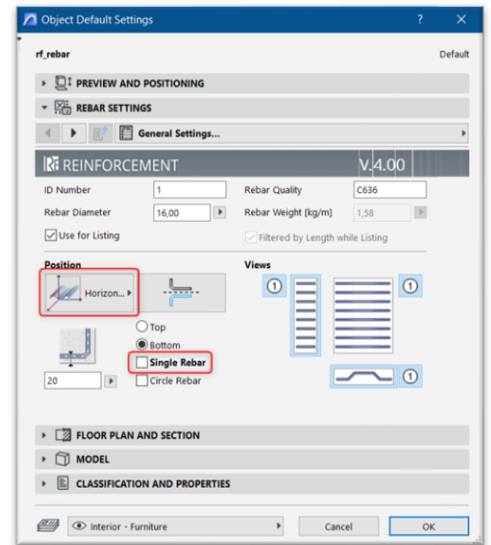 Object Default Settings ? ×
rf_rebar Default
PREVIEW AND POSITIONING
REBAR SETTINGS
General Settings...
REINFORCEMENT V.4.00
ID Number 1 Rebar Quality C636
Rebar Diameter 16,00 Rebar Weight [kg/m] 1,58
Use for Listing Filtered by Length while Listing
Position Views
Horizon... 1 1
Top
Bottom
Single Rebar
20 Circle Rebar 1
FLOOR PLAN AND SECTION
MODEL
CLASSIFICATION AND PROPERTIES
Interior - Furniture Cancel OK